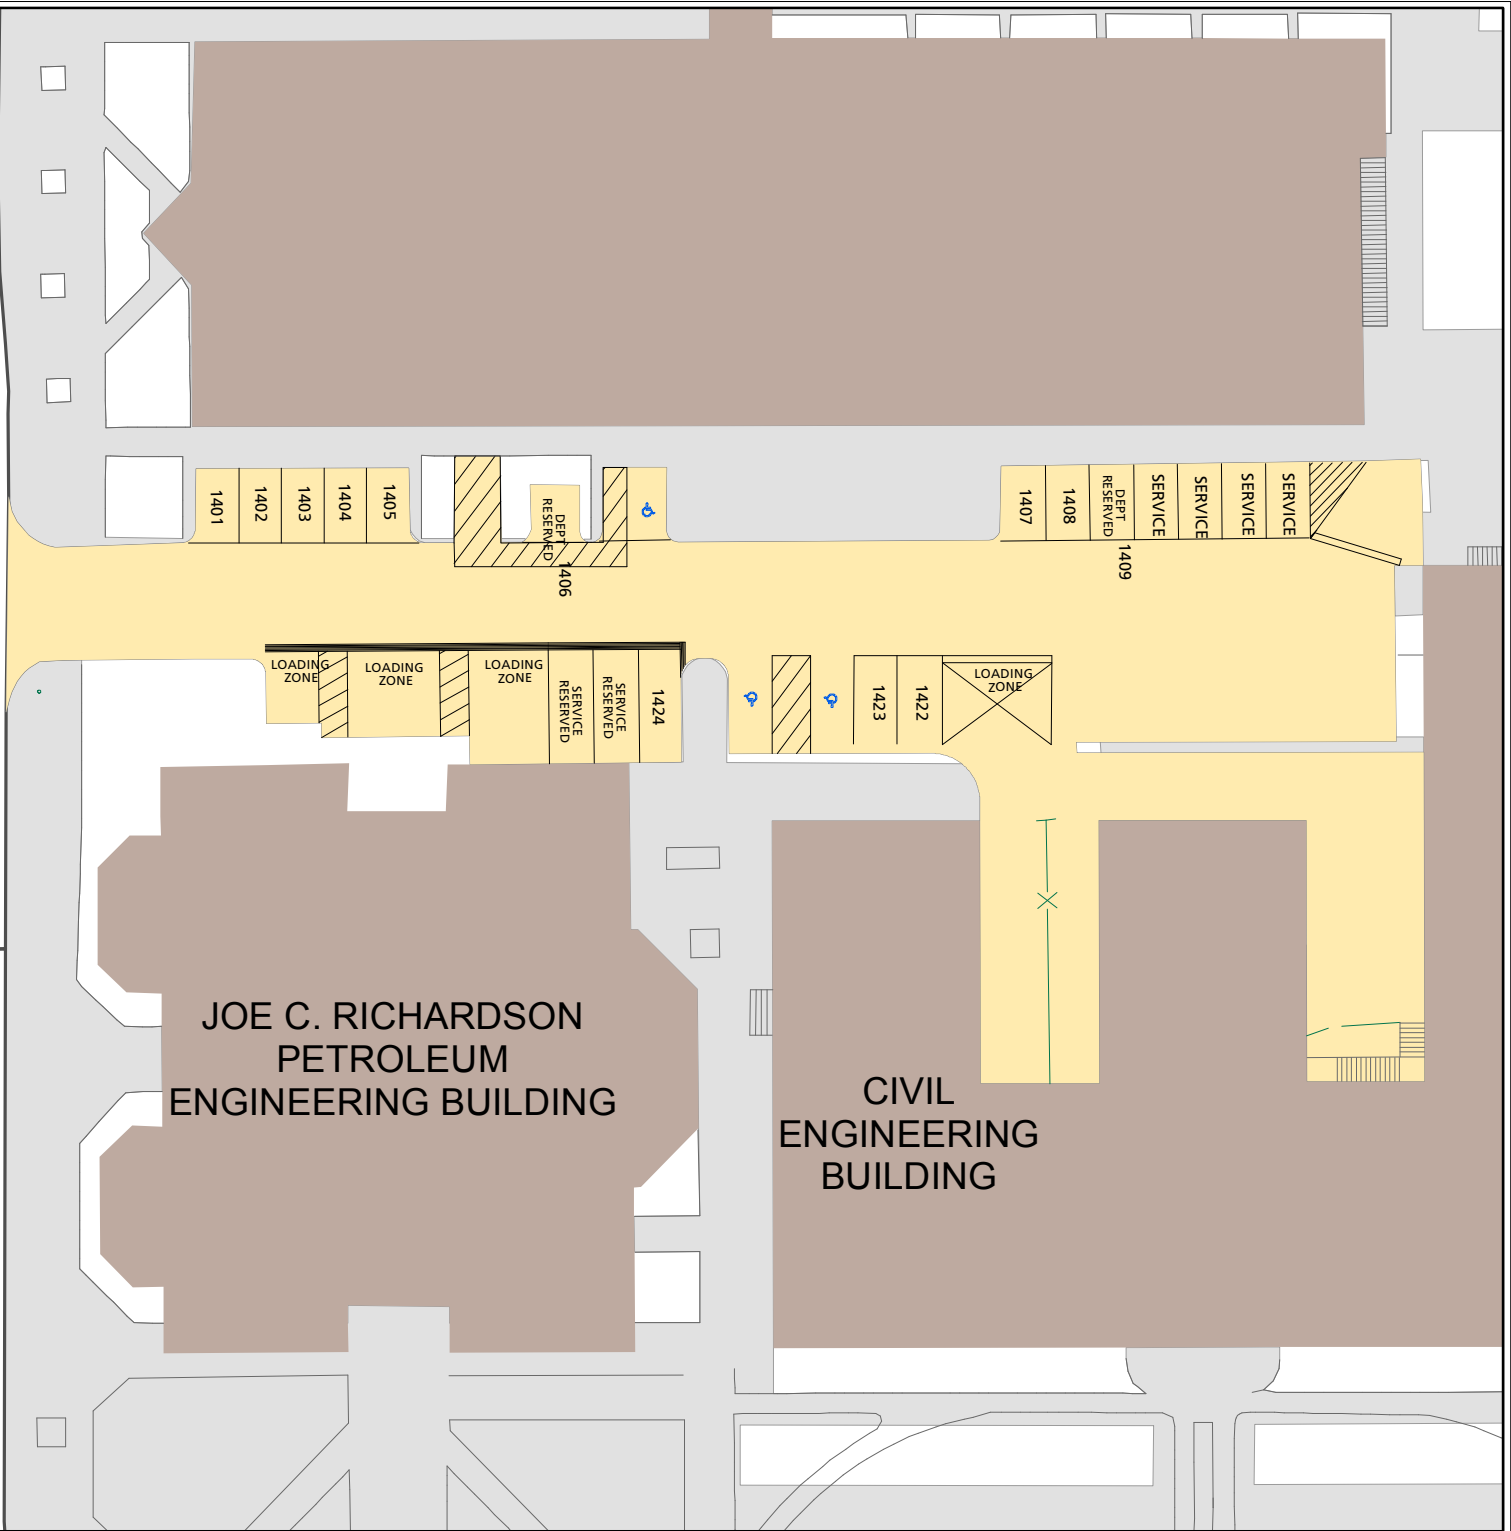 1401
1402
1403
1404
1405
DEPT
RESERVED
1406
1407
1408
DEPT
RESERVED
1409
SERVICE
SERVICE
SERVICE
SERVICE
LOADING
ZONE
LOADING
ZONE
LOADING
ZONE
SERVICE
RESERVED
SERVICE
RESERVED
1424
1423
1422
LOADING
ZONE
JOE C. RICHARDSON
PETROLEUM
ENGINEERING BUILDING
CIVIL
ENGINEERING
BUILDING